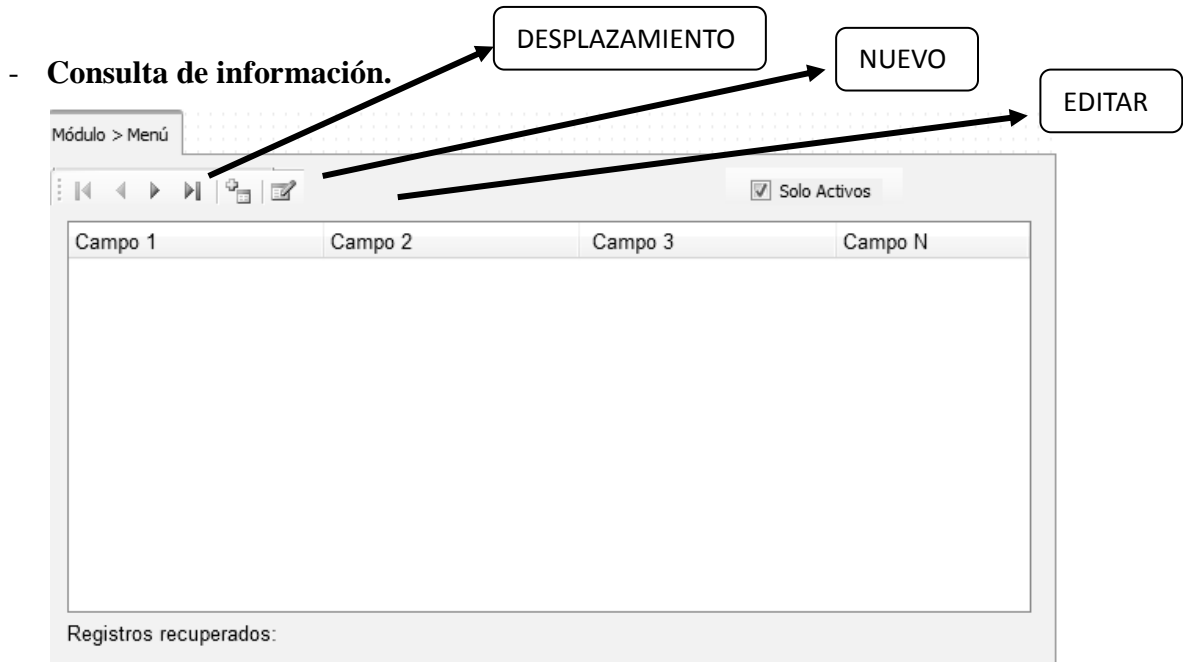 DESPLAZAMIENTO
NUEVO
- Consulta de información.
EDITAR
Módulo > Menú
Solo Activos
Campo 1 Campo 2 Campo 3 Campo N
Registros recuperados: